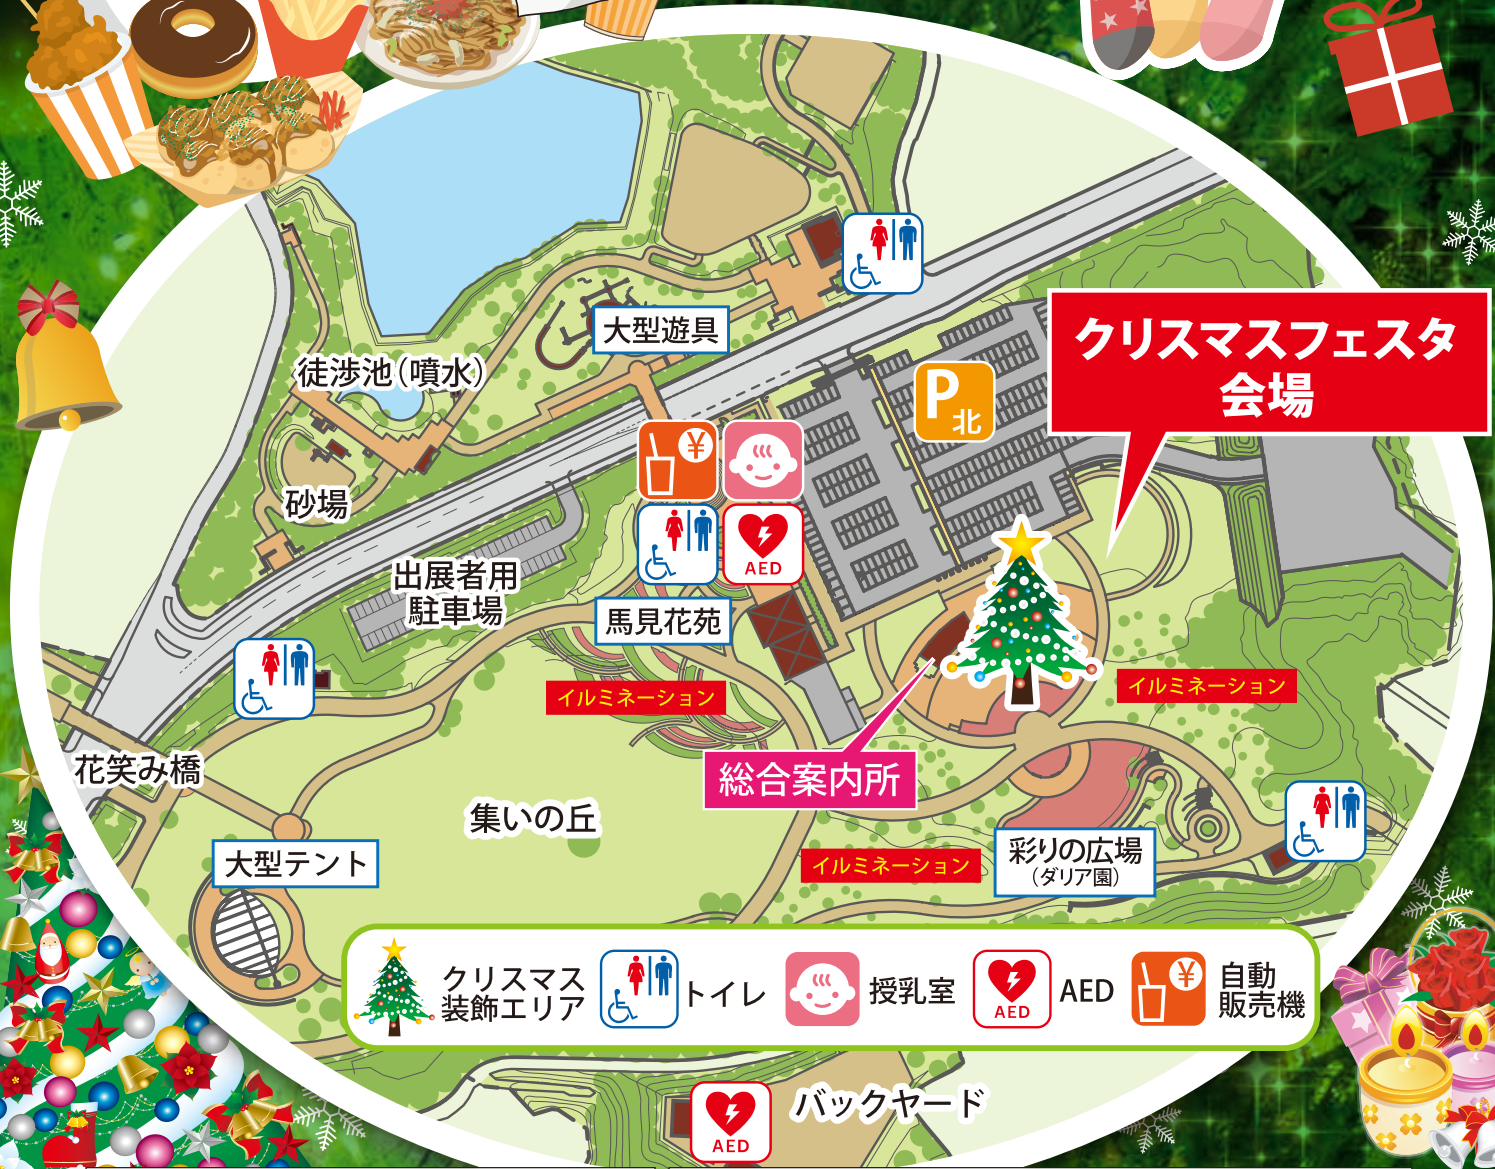 大型遊具
クリスマスフェスタ
会場
徒渉池（噴水）
P
北
¥
砂場
AED
出展者用
駐車場
馬見花苑
イルミネーション
イルミネーション
花笑み橋
総合案内所
集いの丘
大型テント
イルミネーション
彩りの広場
（ダリア園）
クリスマス
装飾エリア
トイレ
授乳室
AED
AED
¥
自動
販売機
バックヤード
AED